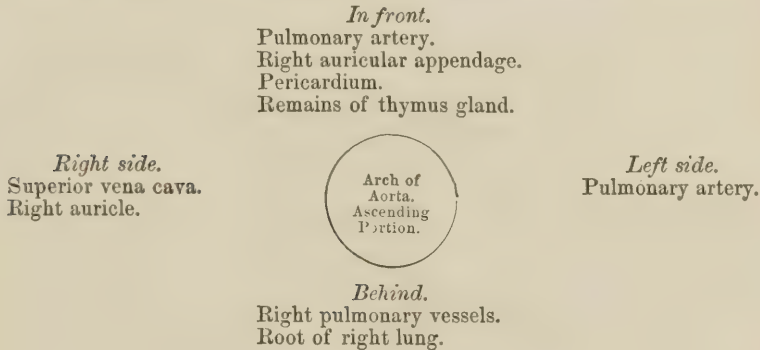 In front.
Pulmonary artery.
Right auricular appendage.
Pericardium.
Remains of thymus gland.
Right side.
Superior vena cava.
Right auricle.
Arch of
Aorta.
Ascending
Portion.
Left side.
Pulmonary artery.
Behind.
Right pulmonary vessels.
Root of right lung.